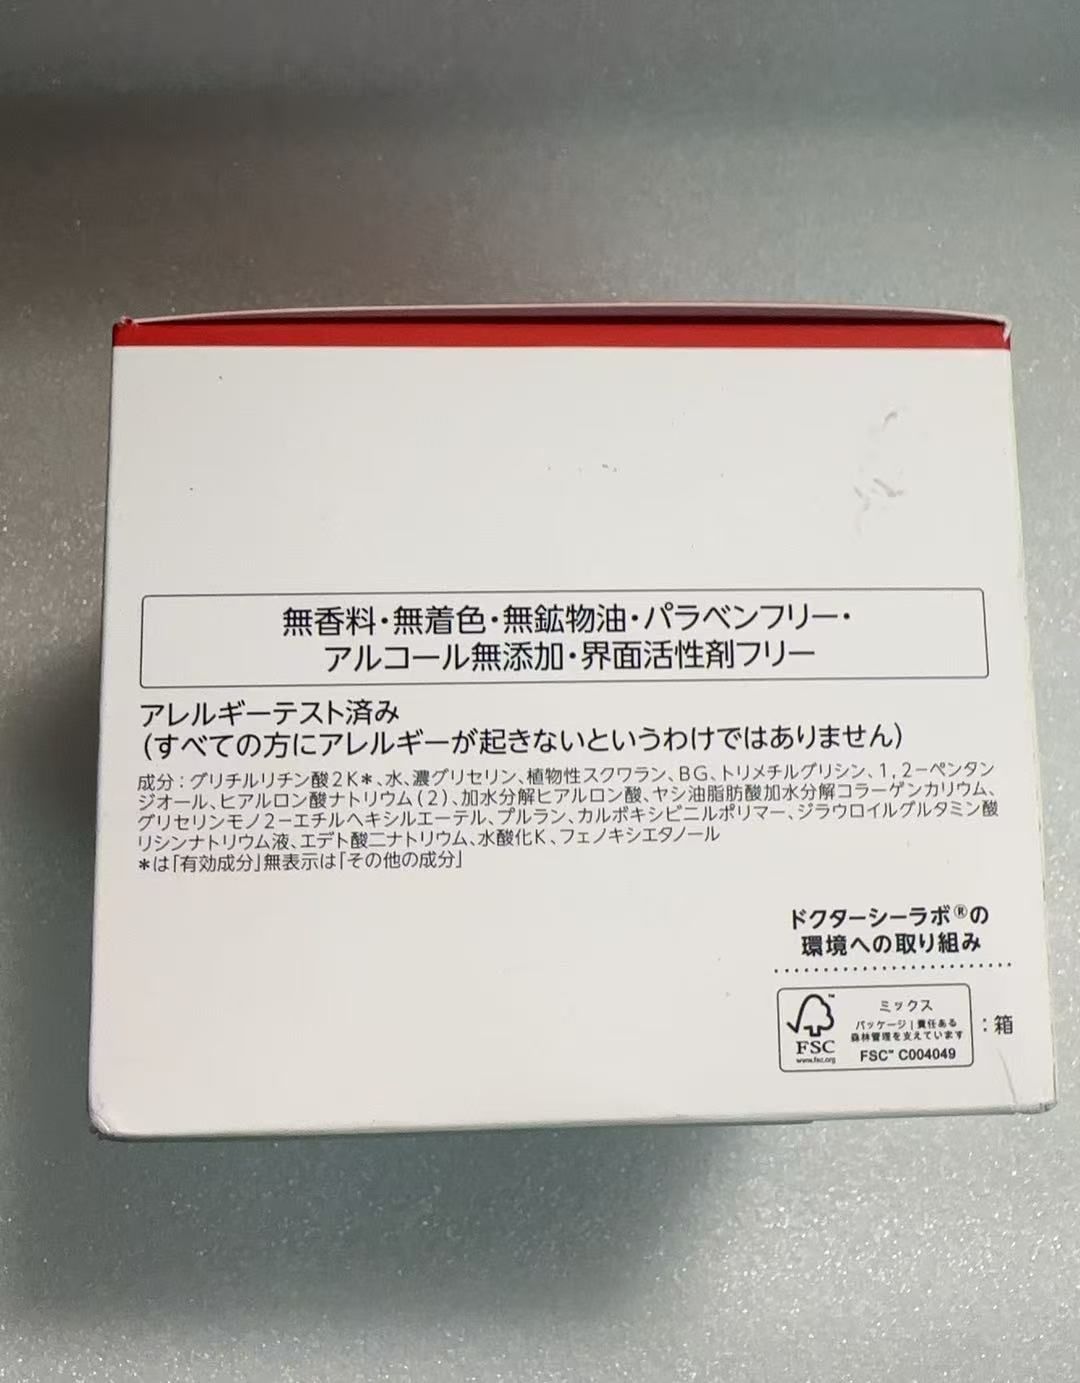 無香料・無着色・無鉱物油・パラベンフリー・
アルコール無添加・界面活性剤フリー
アレルギーテスト済み
(すべての方にアレルギーが起きないというわけではありません)
成分：グリチルリチン酸2K*、水、濃グリセリン、植物性スクワラン、BG、トリメチルグリシン、1,2-ペンタン
ジオール、ヒアルロン酸ナトリウム(2)、加水分解ヒアルロン酸、ヤシ油脂肪酸加水分解コラーゲンカリウム、
グリセリンモノ2-エチルヘキシルエーテル、プルラン、カルボキシビニルポリマー、ジラウロイルグルタミン酸
リシンナトリウム液、エデト酸二ナトリウム、水酸化K、フェノキシエタノール
*は「有効成分」無表示は「その他の成分」
ドクターシーラボ®の
環境への取り組み
ミックス
パッケージ｜責任ある
森林管理を支えています
FSC™ C004049
FSC
www.fsc.org
：箱